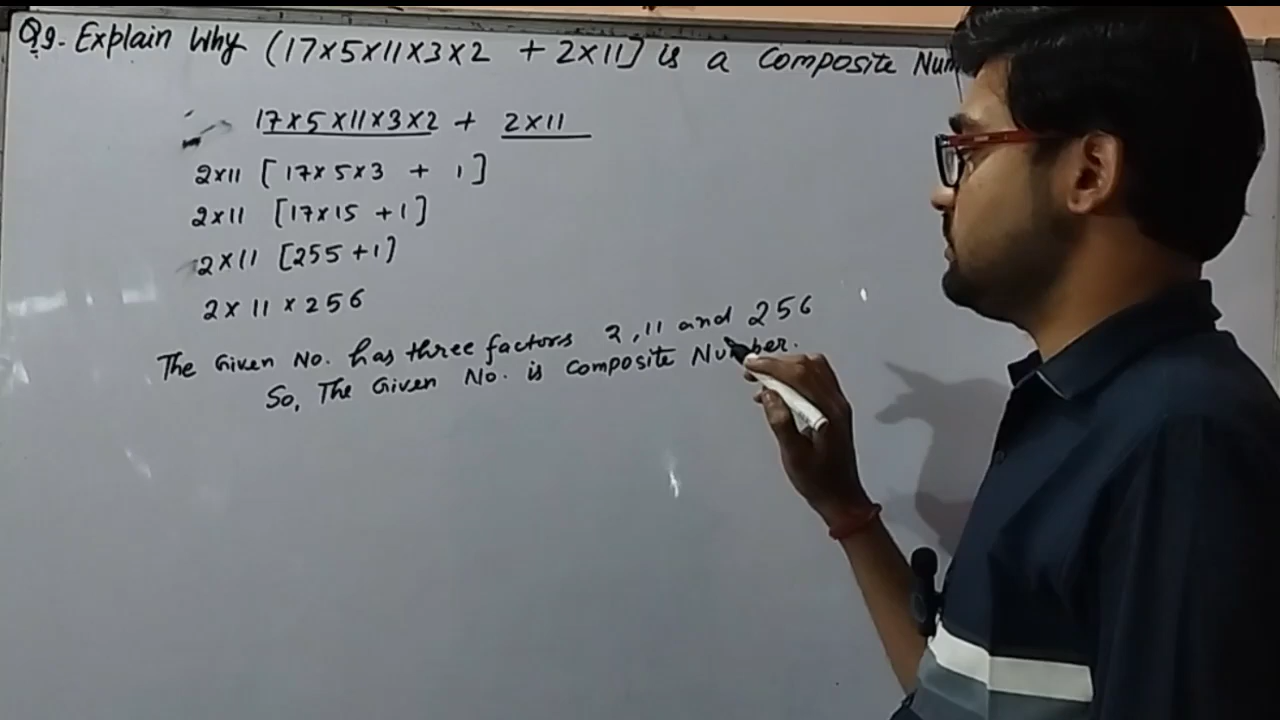 Q9. Explain Why (17×5×11×3×2 + 2×11] is a Composite Num
17×5×11×3×2 + 2×11
2×11 [17×5×3 + 1]
2×11 [17×15 +1]
2×11 [255+1]
2×11×256
The Given No. has three factors 2,11 and 256
So, The Given No. is Composite Number.